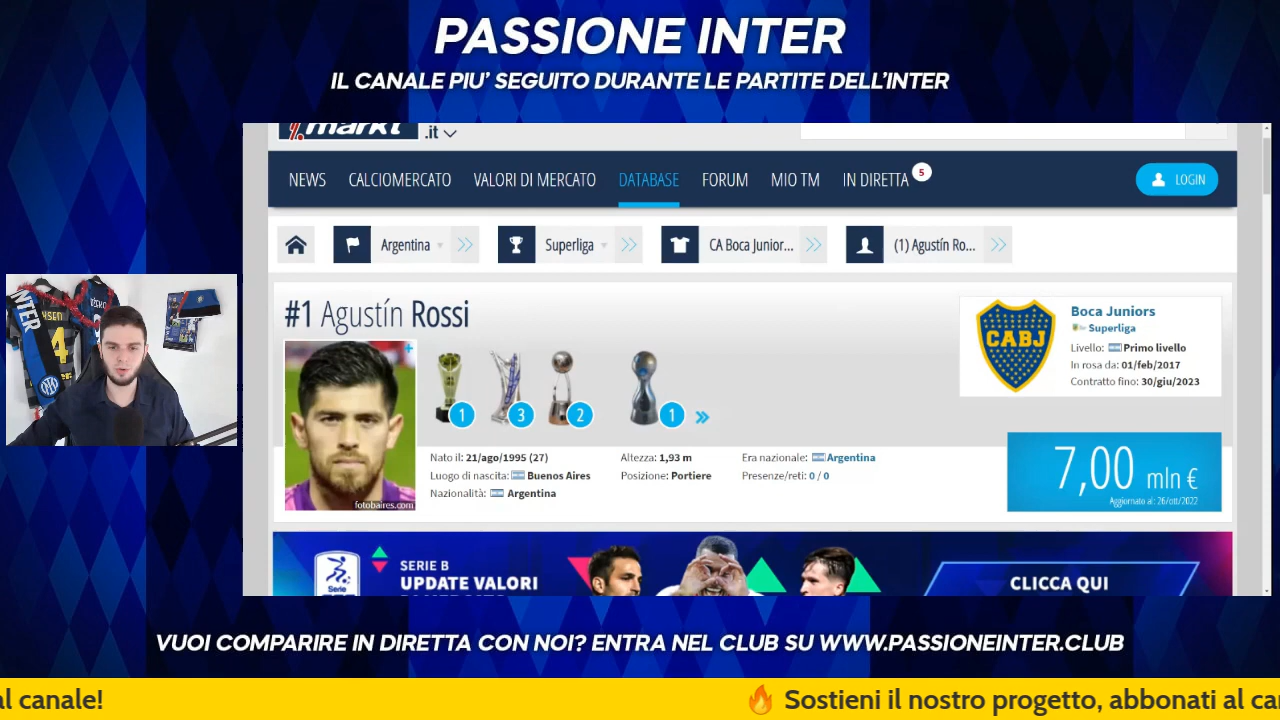 PASSIONE INTER
IL CANALE PIU' SEGUITO DURANTE LE PARTITE DELL'INTER
markt .it
NEWS CALCIOMERCATO VALORI DI MERCATO DATABASE FORUM MIO TM IN DIRETTA 5 LOGIN
Argentina Superliga CA Boca Junior... (1) Agustín Ro...
#1 Agustín Rossi
1 3 2 1
CABJ
Boca Juniors
Superliga
Livello: Primo livello
In rosa da: 01/feb/2017
Contratto fino: 30/giu/2023
Nato il: 21/ago/1995 (27) Altezza: 1,93 m Era nazionale: Argentina
Luogo di nascita: Buenos Aires Posizione: Portiere Presenze/reti: 0 / 0
Nazionalità: Argentina
fotobaires.com
7,00 mln €
Aggiornato al: 26/ott/2022
SERIE B
UPDATE VALORI
CLICCA QUI
Serie
INTER
4
VUOI COMPARIRE IN DIRETTA CON NOI? ENTRA NEL CLUB SU WWW.PASSIONEINTER.CLUB
al canale! 🔥 Sostieni il nostro progetto, abbonati al ca